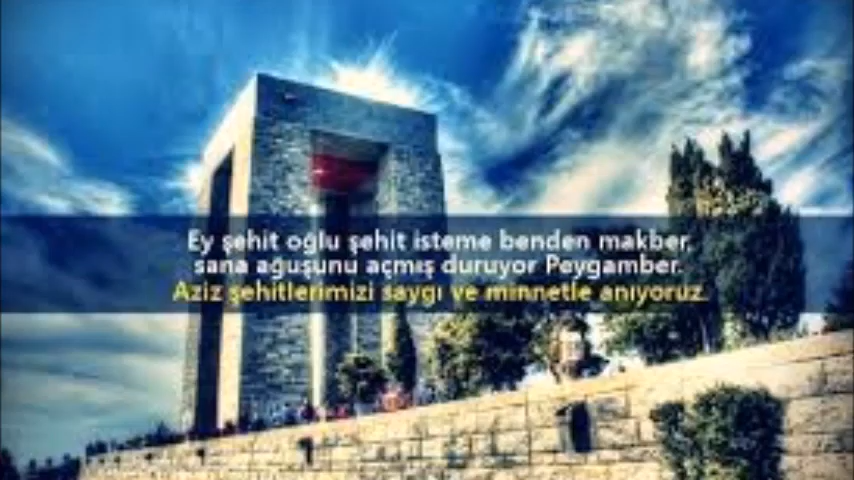 Ey şehit oğlu şehit isteme benden makber,
sana ağuşunu açmış duruyor Peygamber.
Aziz şehitlerimizi saygı ve minnetle anıyoruz.